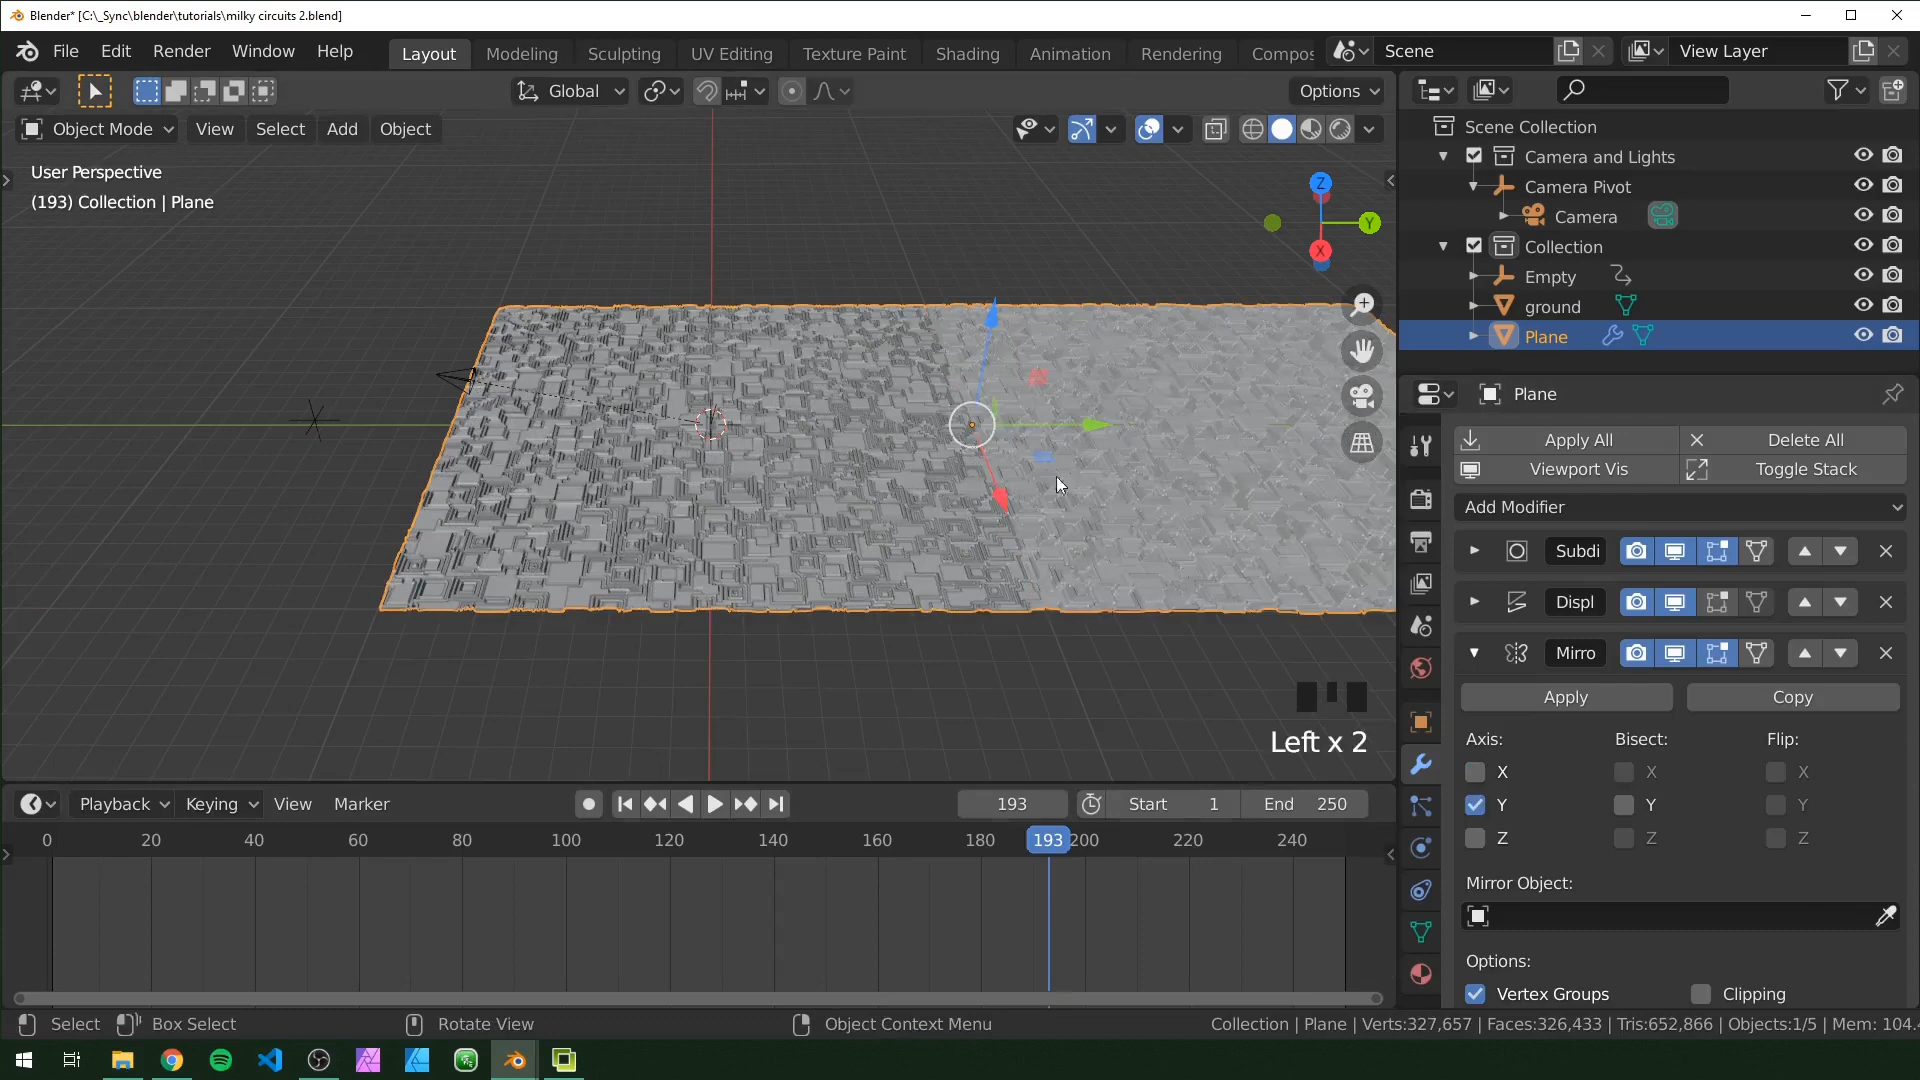 Blender* [C:\_Sync\blender\tutorials\milky circuits 2.blend]
File Edit Render Window Help Layout Modeling Sculpting UV Editing Texture Paint Shading Animation Rendering Compos Scene View Layer
Global Options
Object Mode View Select Add Object
User Perspective
(193) Collection | Plane
Z
Y
X
Left x 2
Scene Collection
Camera and Lights
Camera Pivot
Camera
Collection
Empty
ground
Plane
Plane
Apply All Delete All
Viewport Vis Toggle Stack
Add Modifier
Subdi
Displ
Mirro
Apply Copy
Axis: Bisect: Flip:
X X X
Y Y Y
Z Z Z
Mirror Object:
Options:
Vertex Groups Clipping
Playback Keying View Marker 193 Start 1 End 250
0 20 40 60 80 100 120 140 160 180 193 200 220 240
Select Box Select Rotate View Object Context Menu Collection | Plane | Verts:327,657 | Faces:326,433 | Tris:652,866 | Objects:1/5 | Mem: 104.